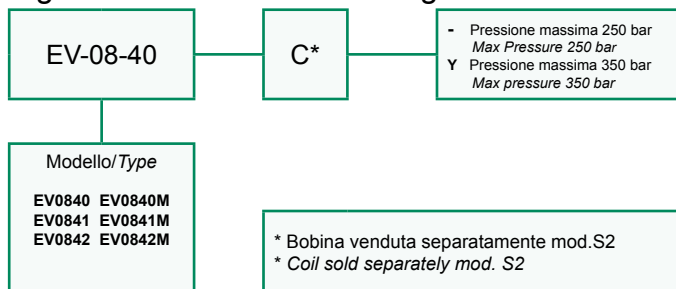 EV-08-40
C*
- Pressione massima 250 bar
Max Pressure 250 bar
Y Pressione massima 350 bar
Max pressure 350 bar
Modello/Type
EV0840 EV0840M
EV0841 EV0841M
EV0842 EV0842M
* Bobina venduta separatamente mod.S2
* Coil sold separately mod. S2